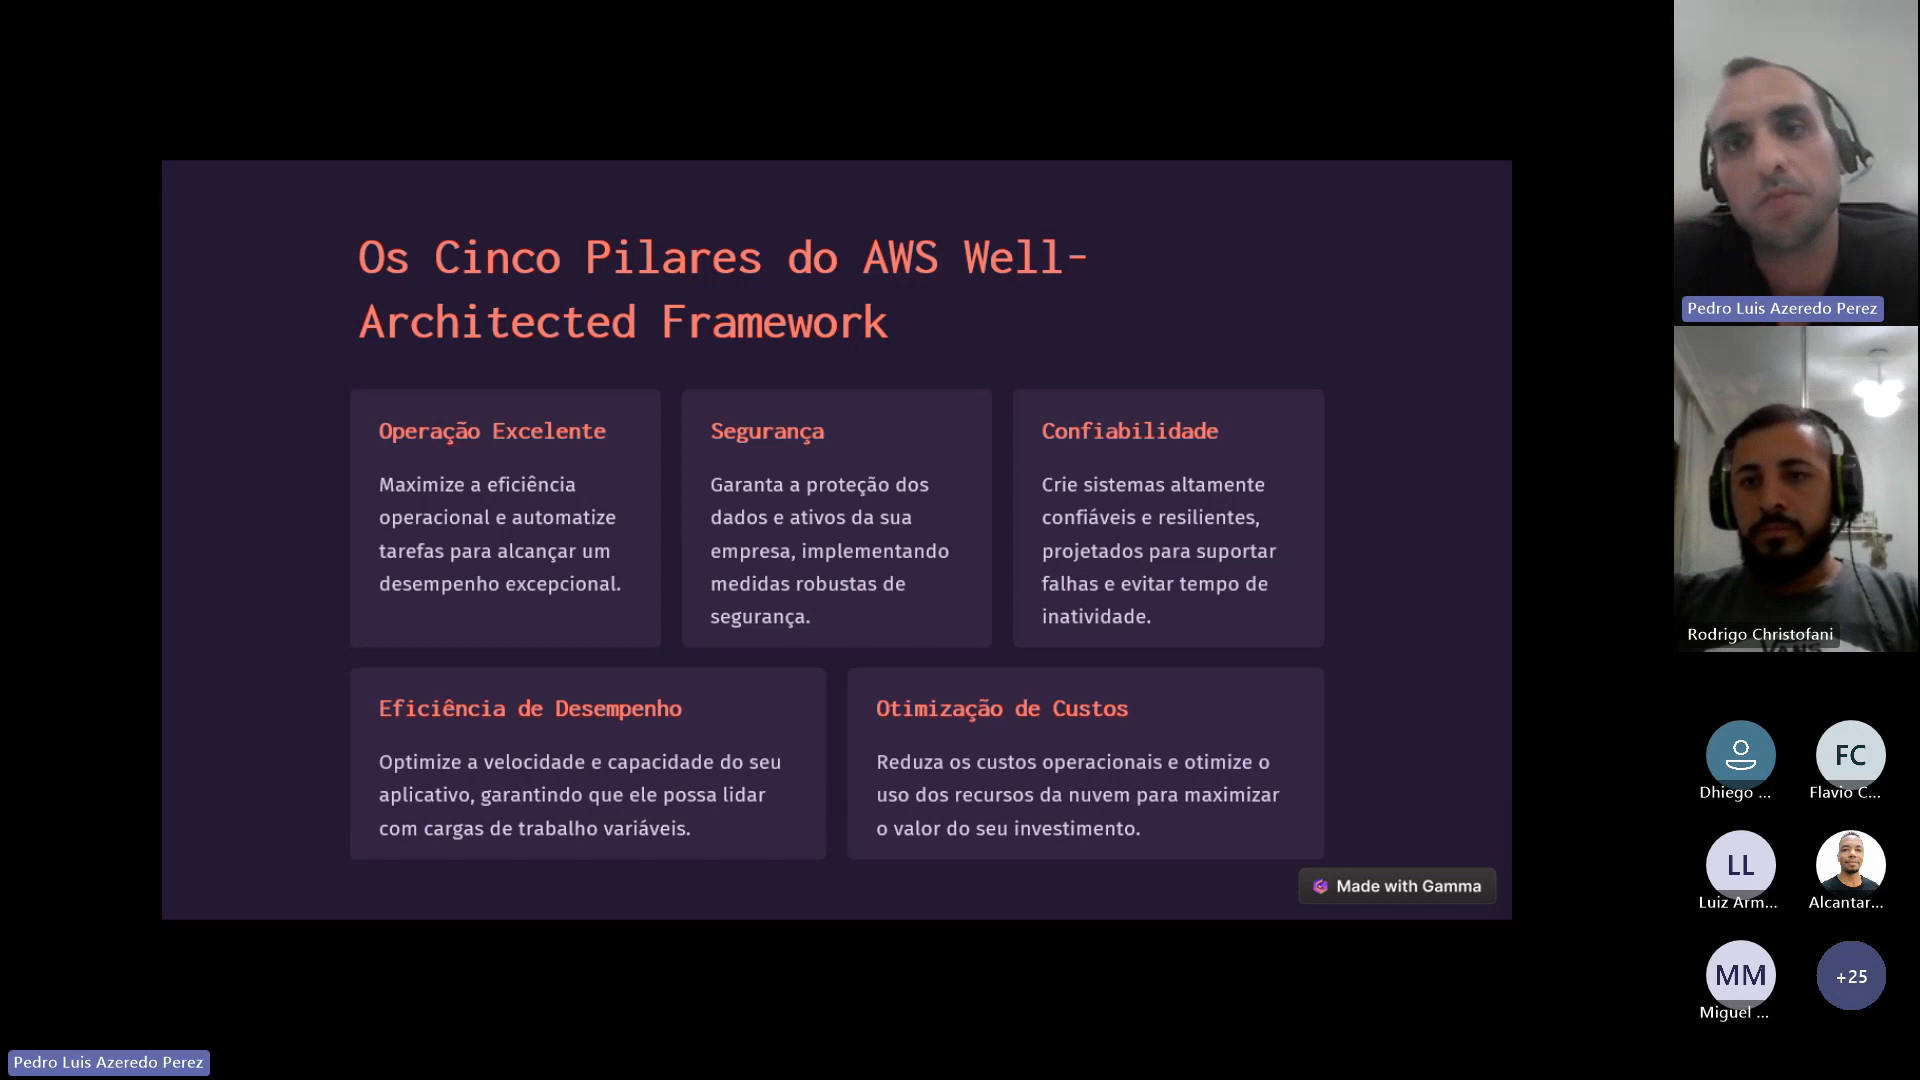 Os Cinco Pilares do AWS Well-
Architected Framework
Operação Excelente
Maximize a eficiência
operacional e automatize
tarefas para alcançar um
desempenho excepcional.
Segurança
Garanta a proteção dos
dados e ativos da sua
empresa, implementando
medidas robustas de
segurança.
Confiabilidade
Crie sistemas altamente
confiáveis e resilientes,
projetados para suportar
falhas e evitar tempo de
inatividade.
Eficiência de Desempenho
Optimize a velocidade e capacidade do seu
aplicativo, garantindo que ele possa lidar
com cargas de trabalho variáveis.
Otimização de Custos
Reduza os custos operacionais e otimize o
uso dos recursos da nuvem para maximizar
o valor do seu investimento.
Made with Gamma
Pedro Luis Azeredo Perez
Rodrigo Christofani
VANS
Dhiego ...
FC
Flavio C...
LL
Luiz Arm...
Alcantar...
MM
Miguel ...
+25
Pedro Luis Azeredo Perez